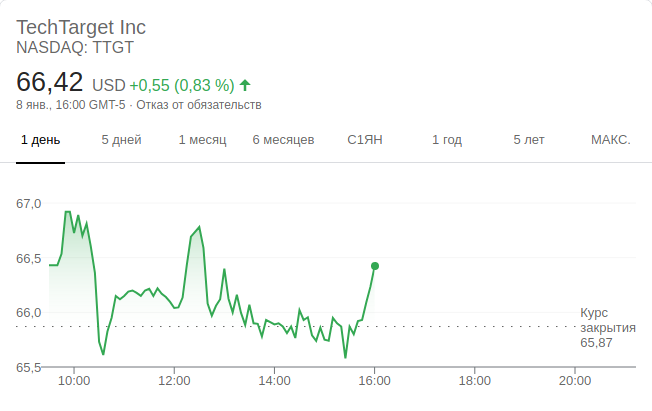 TechTarget Inc
NASDAQ: TTGT
66,42 USD +0,55 (0,83 %)
8 янв., 16:00 GMT-5 · Отказ от обязательств
1 день 5 дней 1 месяц 6 месяцев С1ЯН 1 год 5 лет МАКС.
67,0
66,5
66,0
Курс
закрытия
65,87
65,5
10:00 12:00 14:00 16:00 18:00 20:00